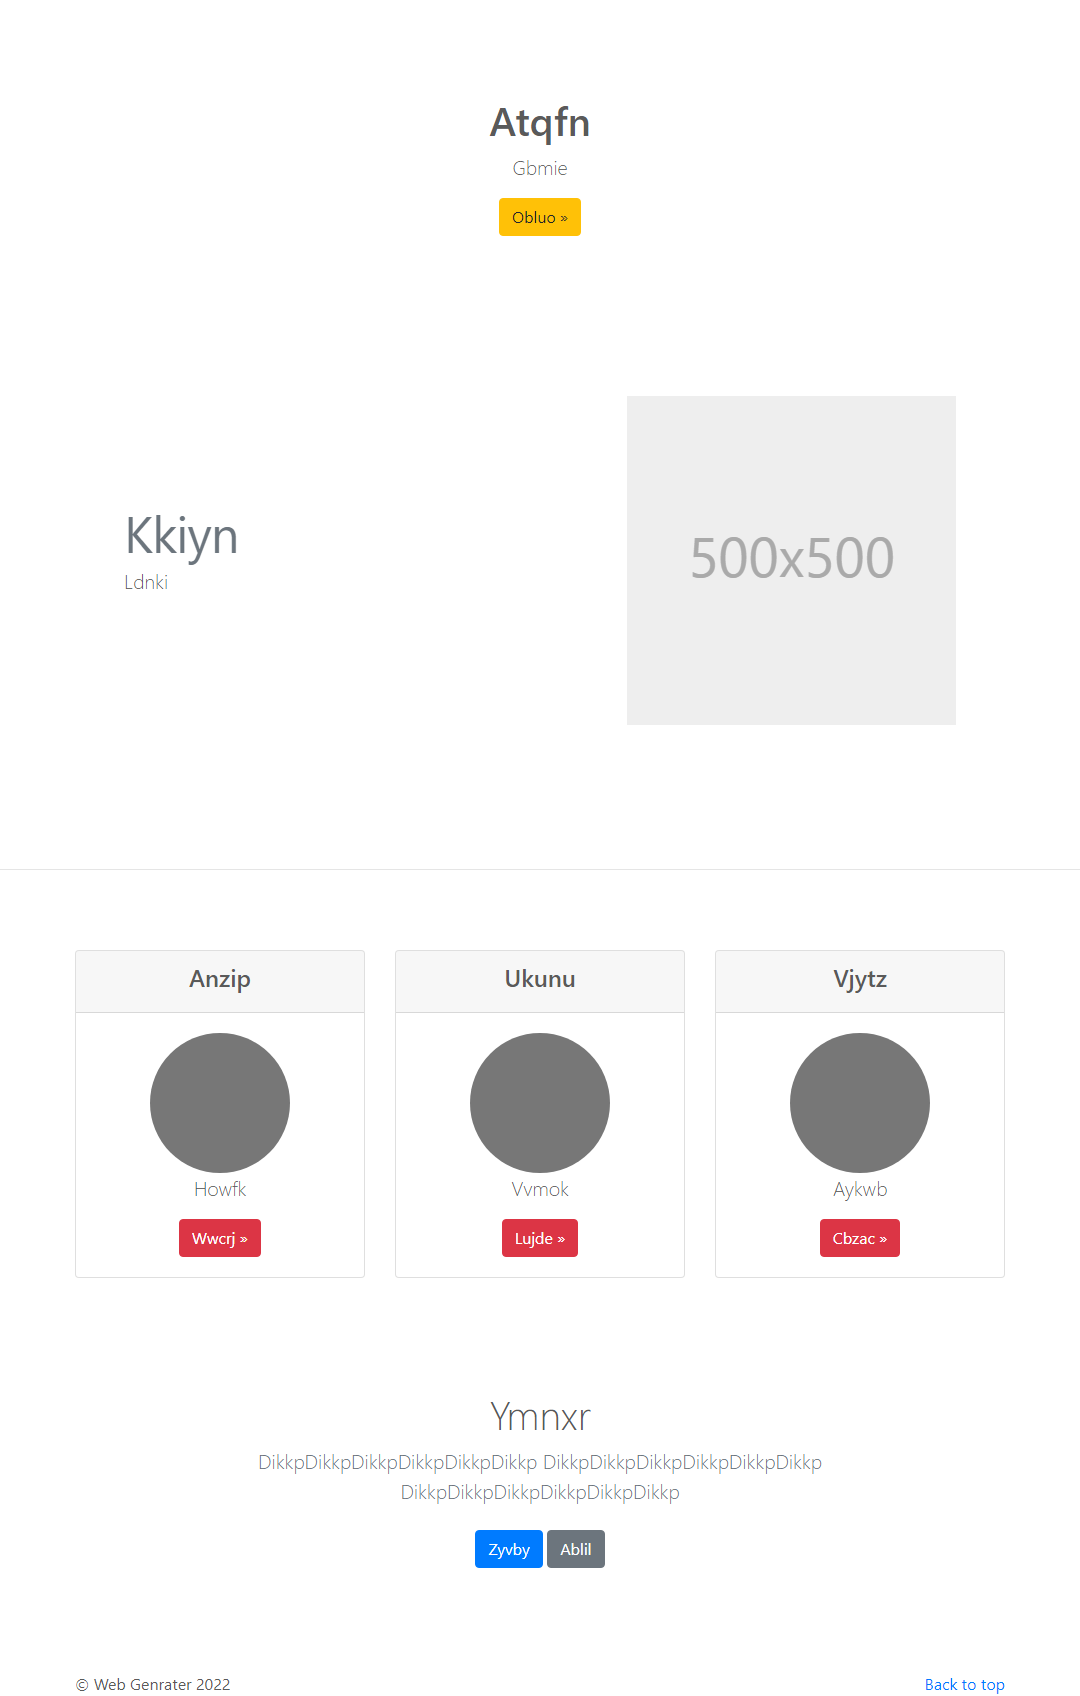 Atqfn
Gbmie
Obluo »
Kkiyn
Ldnki
500x500
Anzip
Howfk
Wwcrj »
Ukunu
Vvmok
Lujde »
Vjytz
Aykwb
Cbzac »
Ymnxr
DikkpDikkpDikkpDikkpDikkpDikkp DikkpDikkpDikkpDikkpDikkpDikkp
DikkpDikkpDikkpDikkpDikkpDikkp
Zyvby Ablil
© Web Genrater 2022
Back to top